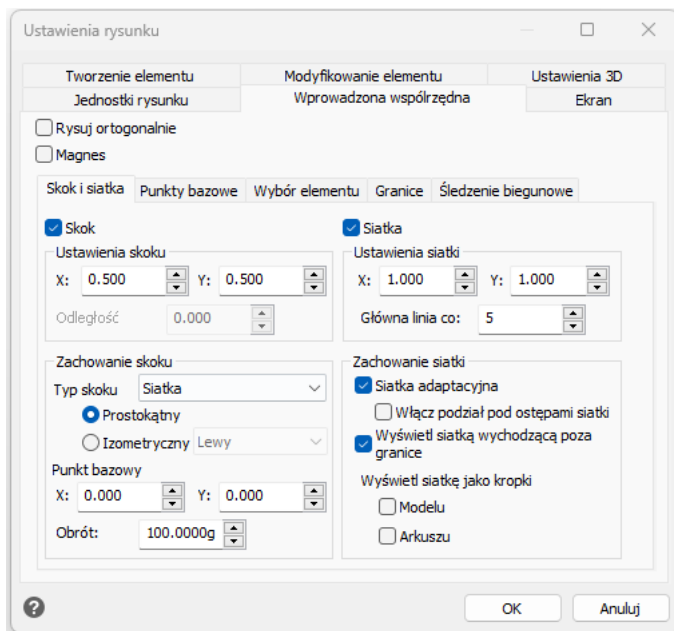 Ustawienia rysunku
Tworzenie elementu Modyfikowanie elementu Ustawienia 3D
Jednostki rysunku Wprowadzona współrzędna Ekran
Rysuj ortogonalnie
Magnes
Skok i siatka Punkty bazowe Wybór elementu Granice Śledzenie biegunowe
Skok
Ustawienia skoku
X: 0.500 Y: 0.500
Odległość 0.000
Zachowanie skoku
Typ skoku Siatka
Prostokątny
Izometryczny Lewy
Punkt bazowy
X: 0.000 Y: 0.000
Obrót: 100.0000g
Siatka
Ustawienia siatki
X: 1.000 Y: 1.000
Główna linia co: 5
Zachowanie siatki
Siatka adaptacyjna
Włącz podział pod ostępami siatki
Wyświetl siatką wychodzącą poza
granice
Wyświetl siatkę jako kropki
Modelu
Arkuszu
?
OK Anuluj